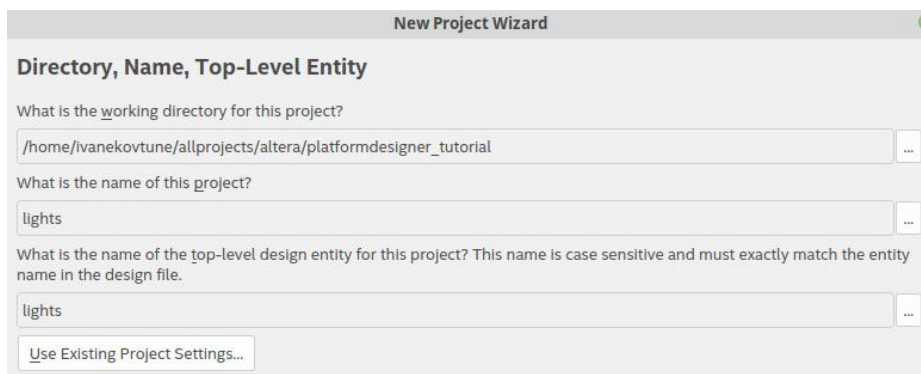 New Project Wizard
Directory, Name, Top-Level Entity
What is the working directory for this project?
/home/ivanekovtune/allprojects/altera/platformdesigner_tutorial
...
What is the name of this project?
lights
...
What is the name of the top-level design entity for this project? This name is case sensitive and must exactly match the entity
name in the design file.
lights
...
Use Existing Project Settings...